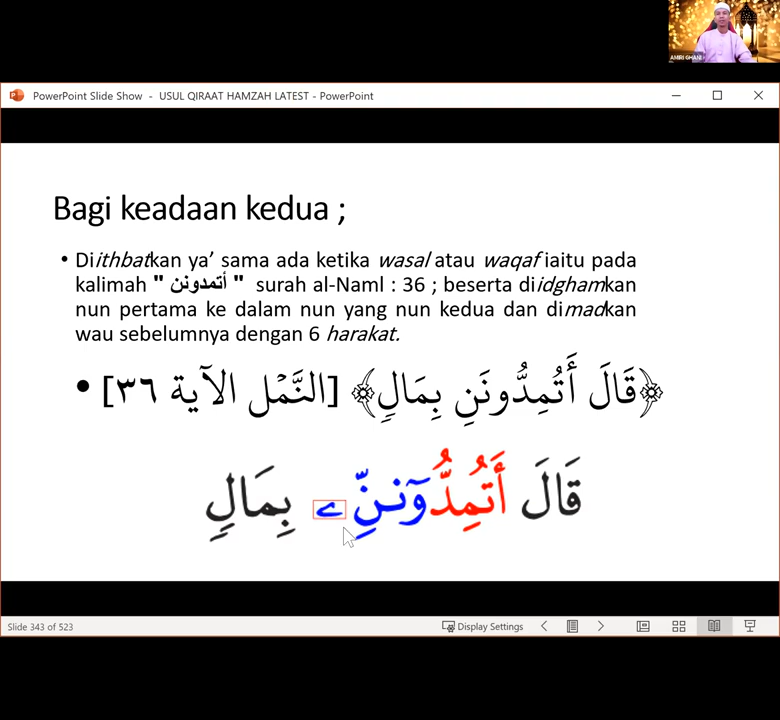 AMIRI GHANI
PowerPoint Slide Show - USUL QIRAAT HAMZAH LATEST - PowerPoint
Bagi keadaan kedua ;
• Diithbatkan ya’ sama ada ketika wasal atau waqaf iaitu pada
kalimah " أتمدونن " surah al-Naml : 36 ; beserta diidghamkan
nun pertama ke dalam nun yang nun kedua dan dimadkan
wau sebelumnya dengan 6 harakat.
• ﴿قَالَ أَتُمِدُّونَنِ بِمَالٖ﴾ [النَّمۡل الآية ٣٦]
قَالَ أَتُمِدُّوٓننِّے بِمَالٖ
Slide 343 of 523
Display Settings